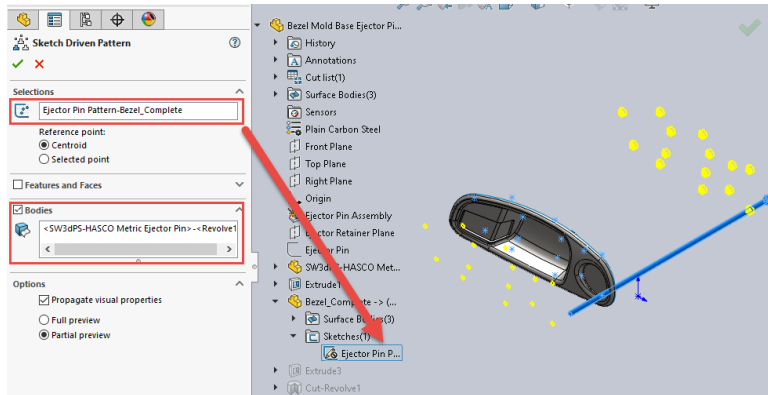 Sketch Driven Pattern
Selections
Ejector Pin Pattern-Bezel_Complete
Reference point:
Centroid
Selected point
Features and Faces
Bodies
<SW3dPS-HASCO Metric Ejector Pin>-<Revolve1
Options
Propagate visual properties
Full preview
Partial preview
Bezel Mold Base Ejector Pi...
History
Annotations
Cut list(1)
Surface Bodies(3)
Sensors
Plain Carbon Steel
Front Plane
Top Plane
Right Plane
Origin
Ejector Pin Assembly
Ejector Retainer Plane
Ejector Pin
SW3dPS-HASCO Met...
Extrude1
Bezel_Complete -> (...
Surface Bodies(3)
Sketches(1)
Ejector Pin P...
Extrude3
Cut-Revolve1